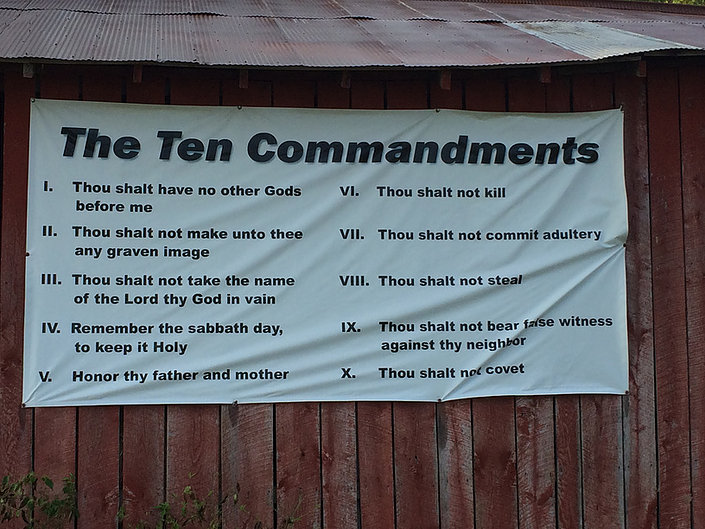 The Ten Commandments
I. Thou shalt have no other Gods
before me
II. Thou shalt not make unto thee
any graven image
III. Thou shalt not take the name
of the Lord thy God in vain
IV. Remember the sabbath day,
to keep it Holy
V. Honor thy father and mother
VI. Thou shalt not kill
VII. Thou shalt not commit adultery
VIII. Thou shalt not steal
IX. Thou shalt not bear false witness
against thy neighbor
X. Thou shalt not covet